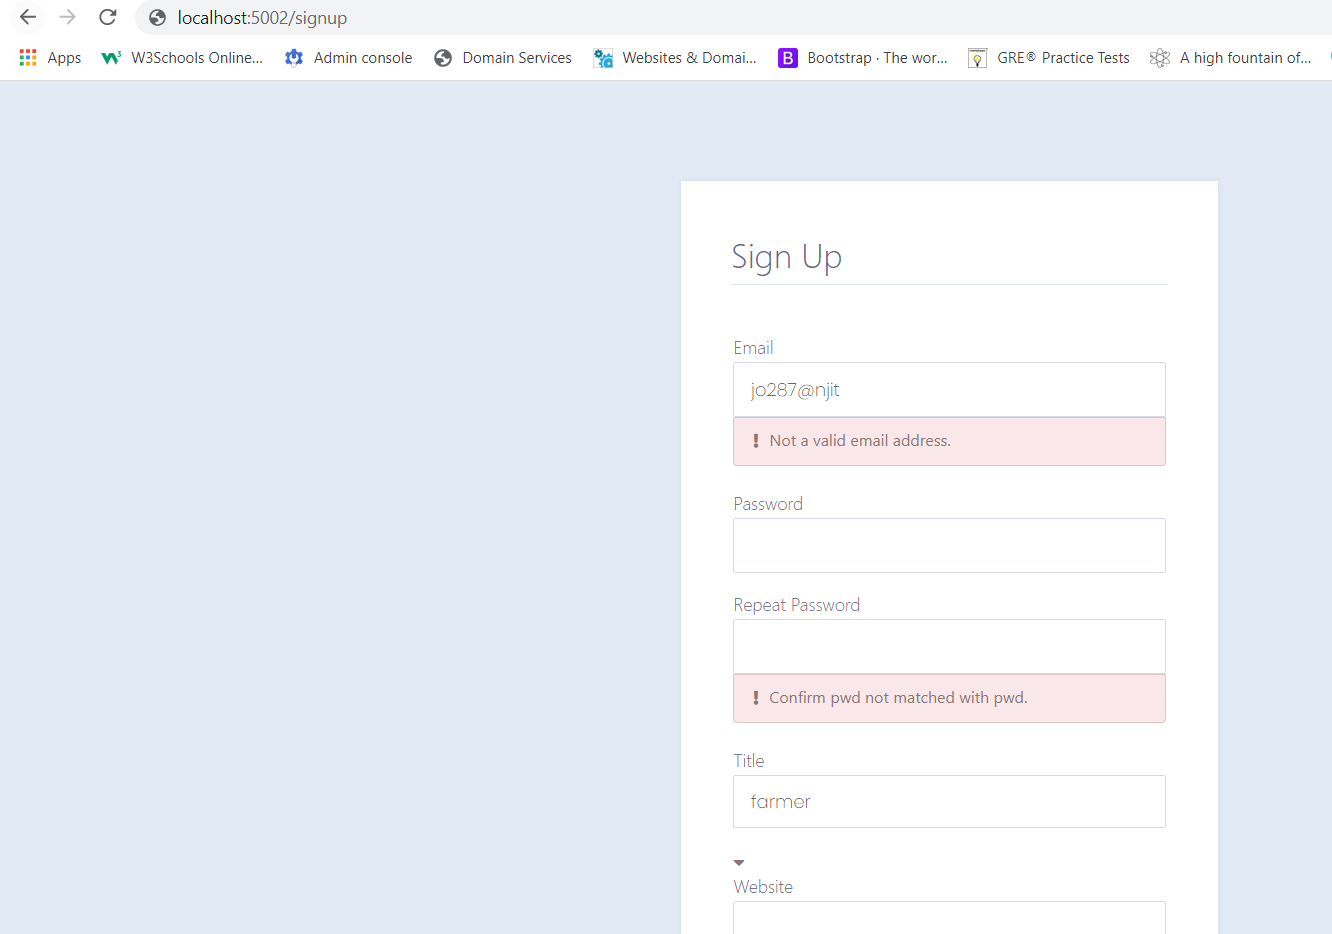 localhost:5002/signup
Apps W3Schools Online... Admin console Domain Services Websites & Domai... Bootstrap · The wor... GRE® Practice Tests A high fountain of...
Sign Up
Email
jo287@njit
Not a valid email address.
Password
Repeat Password
Confirm pwd not matched with pwd.
Title
farmer
Website